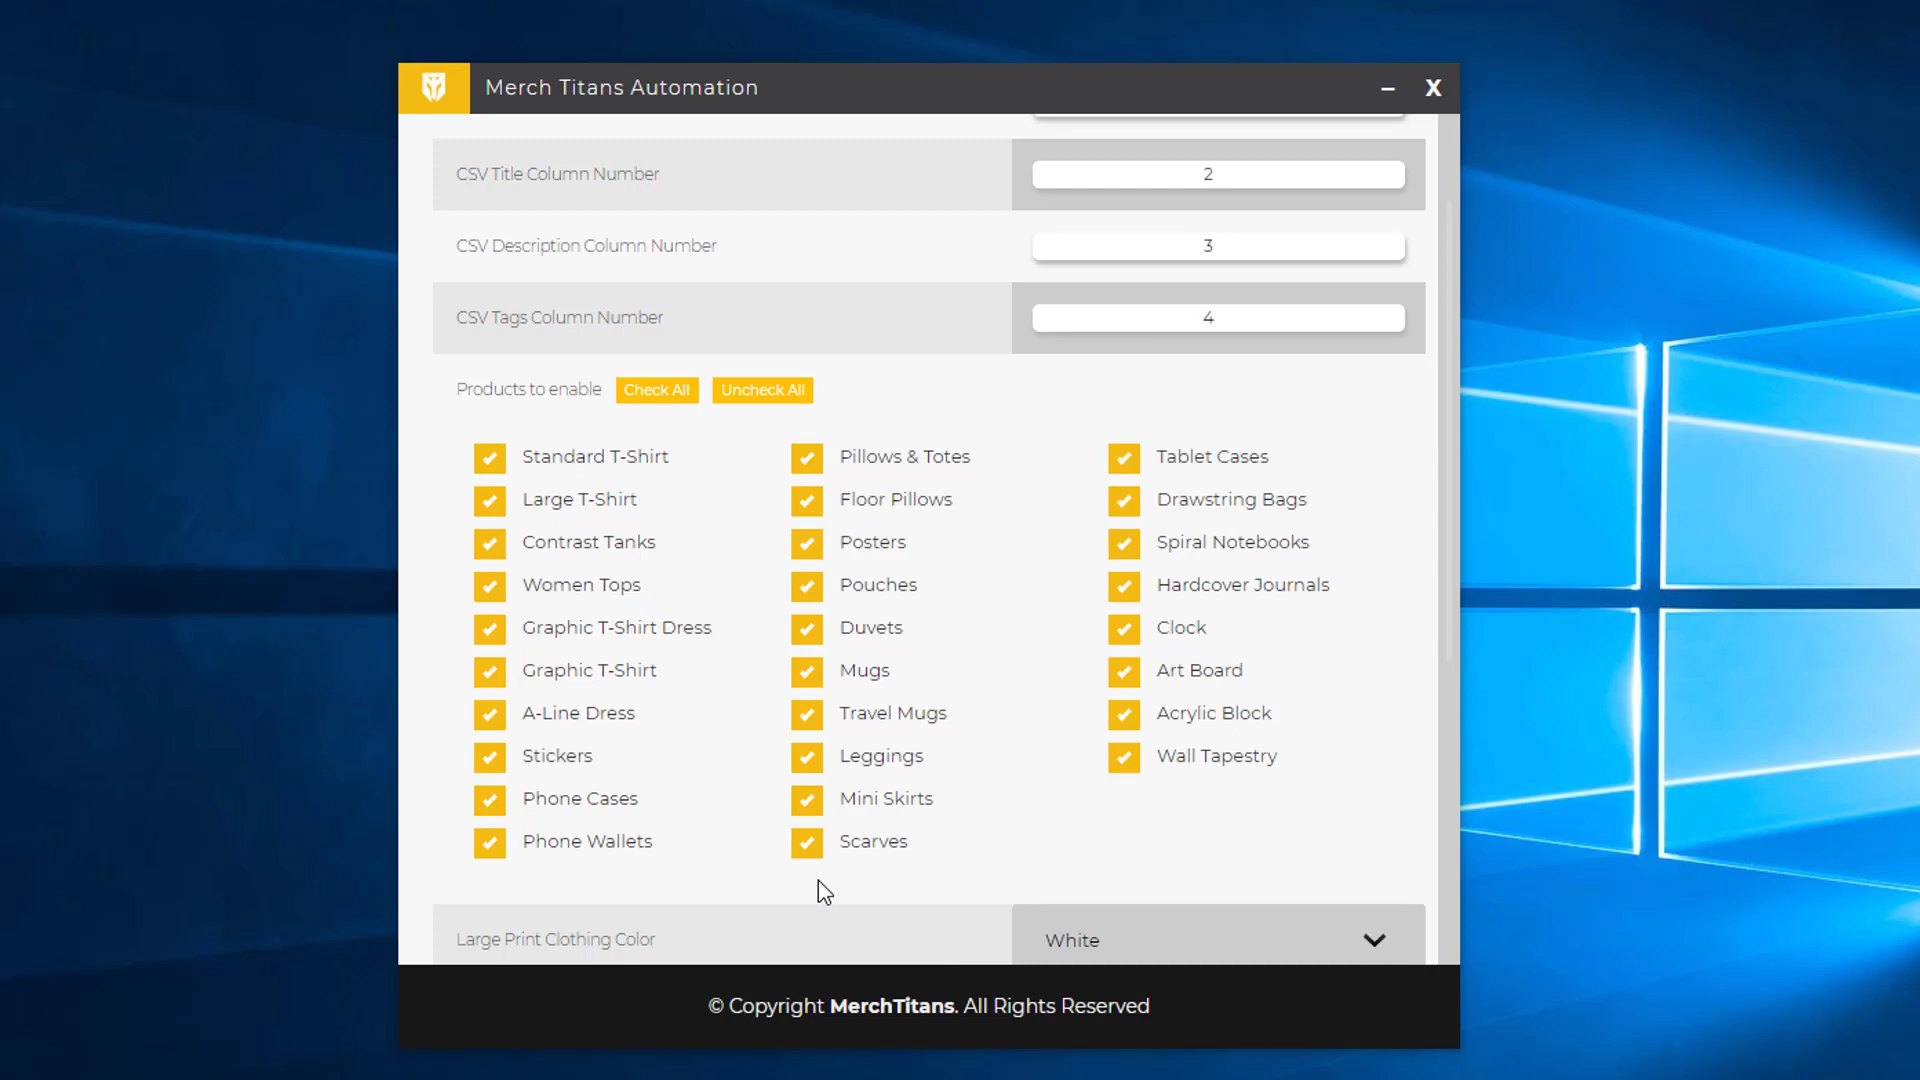 Merch Titans Automation
CSV Title Column Number 2
CSV Description Column Number 3
CSV Tags Column Number 4
Products to enable Check All Uncheck All
Standard T-Shirt Pillows & Totes Tablet Cases
Large T-Shirt Floor Pillows Drawstring Bags
Contrast Tanks Posters Spiral Notebooks
Women Tops Pouches Hardcover Journals
Graphic T-Shirt Dress Duvets Clock
Graphic T-Shirt Mugs Art Board
A-Line Dress Travel Mugs Acrylic Block
Stickers Leggings Wall Tapestry
Phone Cases Mini Skirts
Phone Wallets Scarves
Large Print Clothing Color White
© Copyright MerchTitans. All Rights Reserved